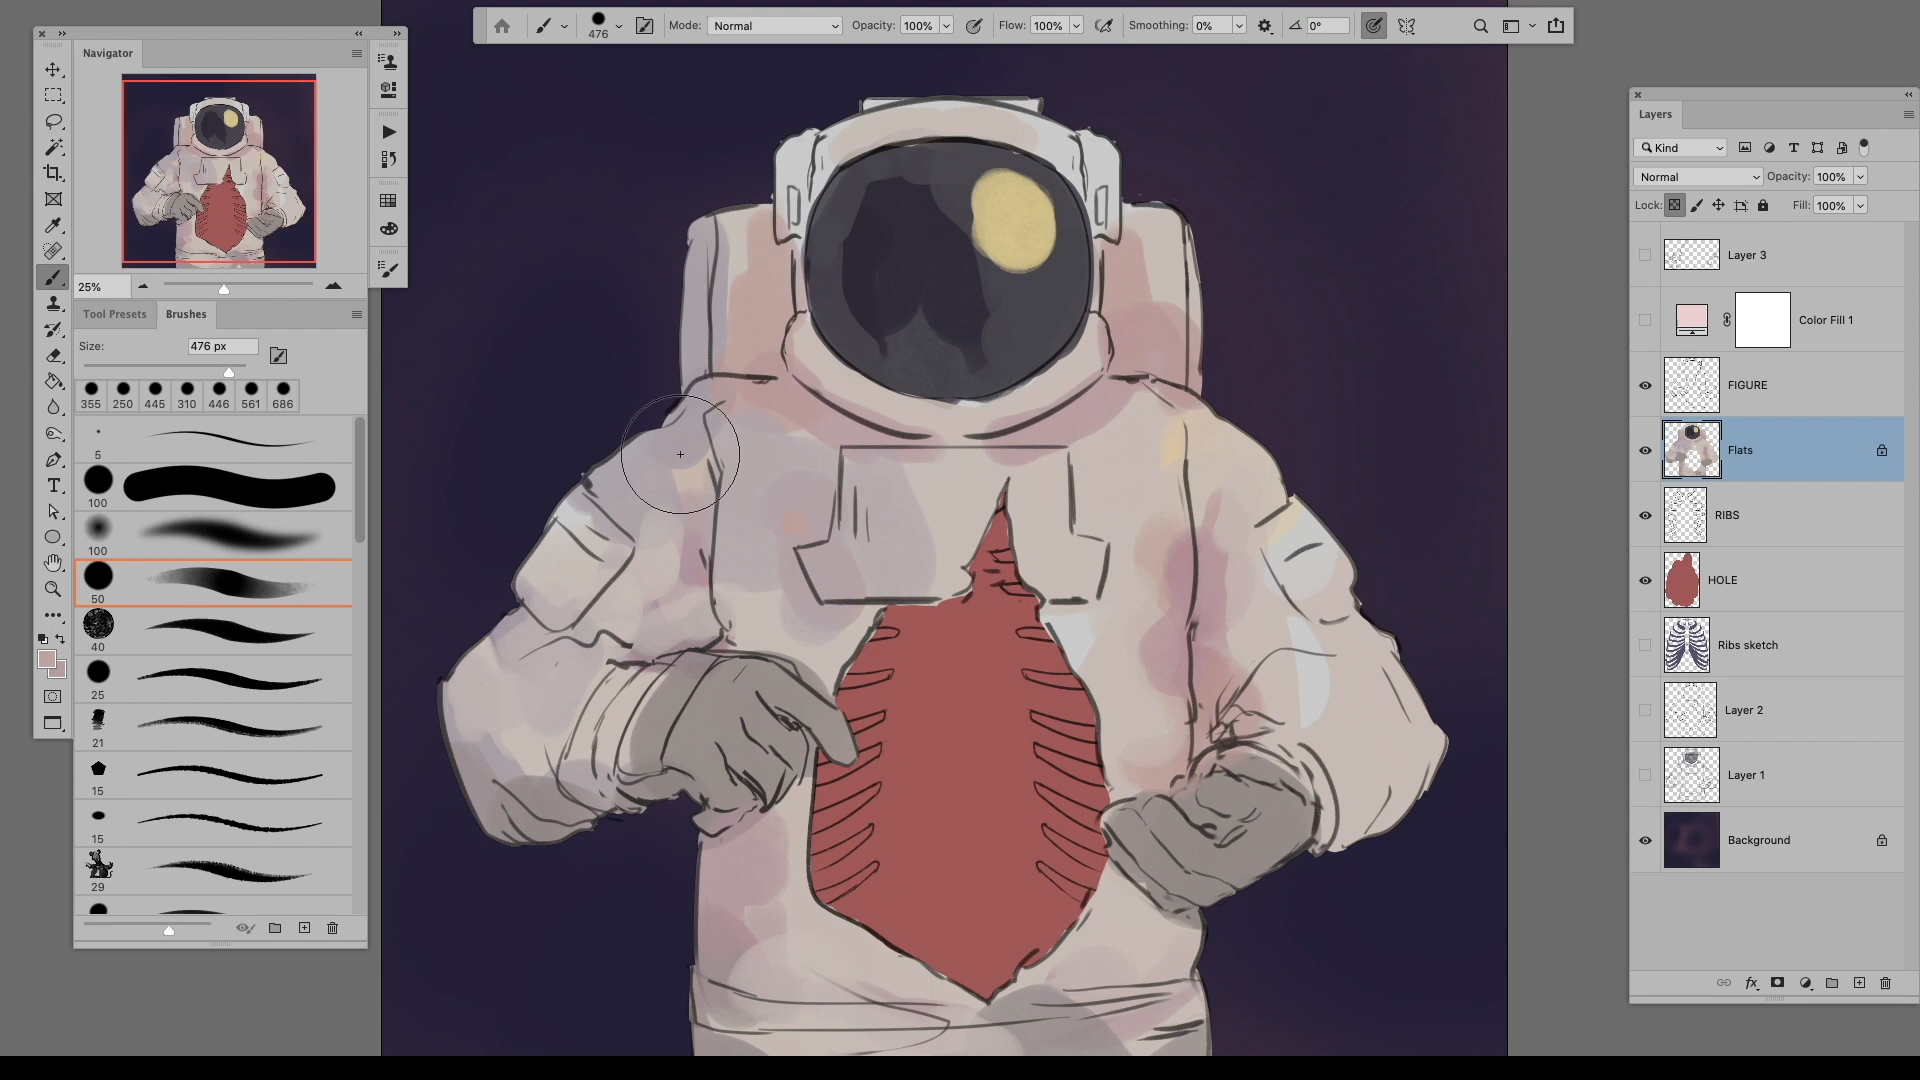 476
Mode: Normal
Opacity: 100%
Flow: 100%
Smoothing: 0%
0°
Navigator
25%
Tool Presets
Brushes
Size: 476 px
355 250 445 310 446 561 686
5
100
100
50
40
25
21
15
15
29
Layers
Kind
Normal
Opacity: 100%
Lock:
Fill: 100%
Layer 3
Color Fill 1
FIGURE
Flats
RIBS
HOLE
Ribs sketch
Layer 2
Layer 1
Background